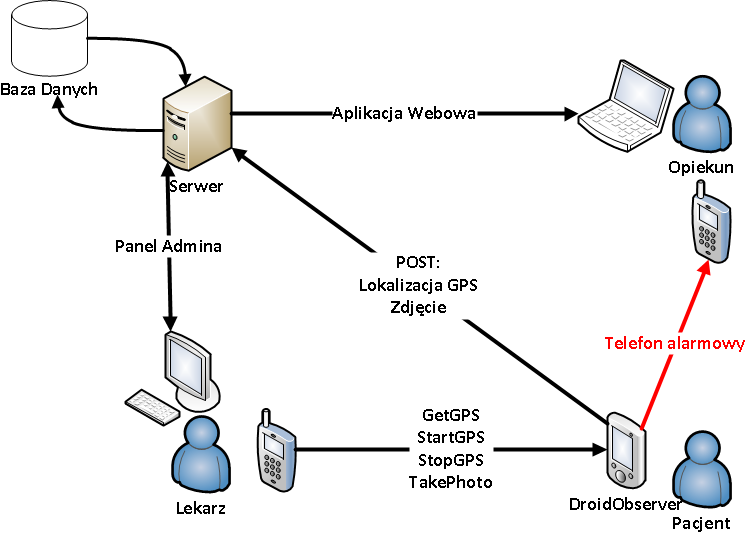 Baza Danych
Aplikacja Webowa
Opiekun
Serwer
Panel Admina
POST:
Lokalizacja GPS
Zdjęcie
Telefon alarmowy
GetGPS
StartGPS
StopGPS
TakePhoto
Lekarz
DroidObserver
Pacjent